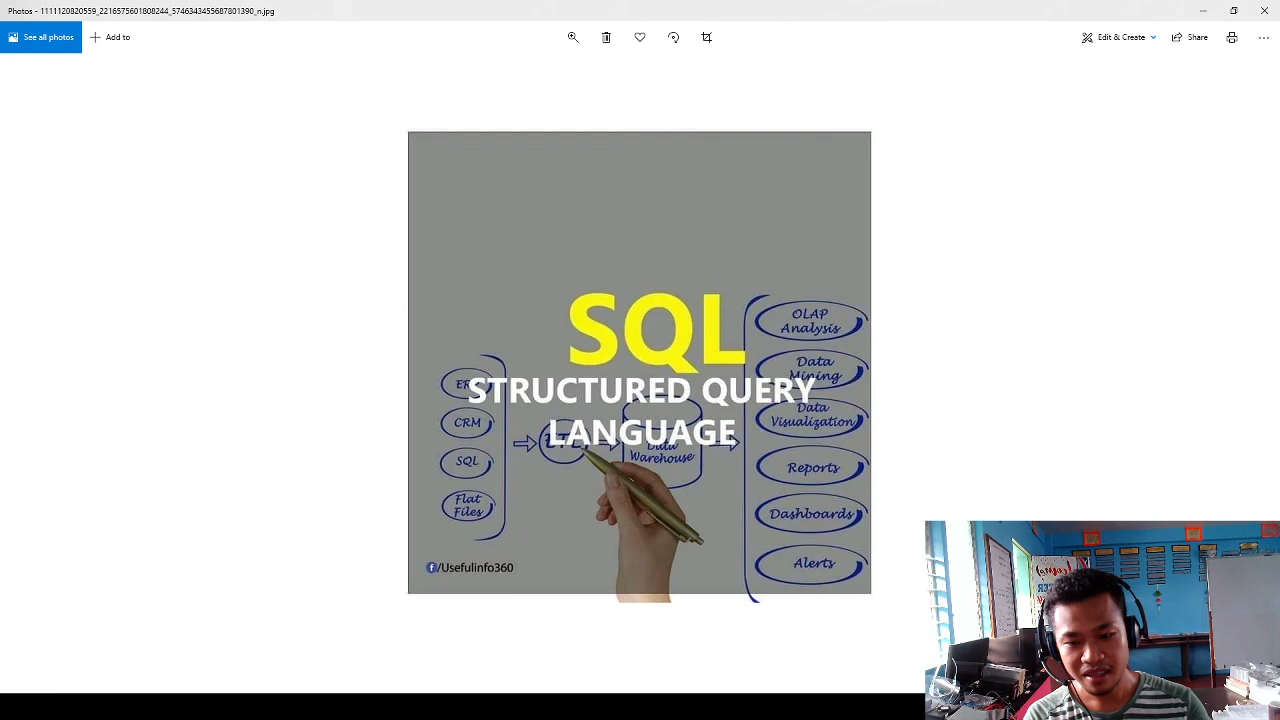 Photos - 1111120820559_2216575601808244_5746343455687801390_n.jpg
See all photos
Add to
Edit & Create
Share
SQL
STRUCTURED QUERY
LANGUAGE
CRM
SQL
Flat
Files
Data
Warehouse
OLAP
Analysis
Data
Mining
Data
Visualization
Reports
Dashboards
Alerts
f/Usefulinfo360